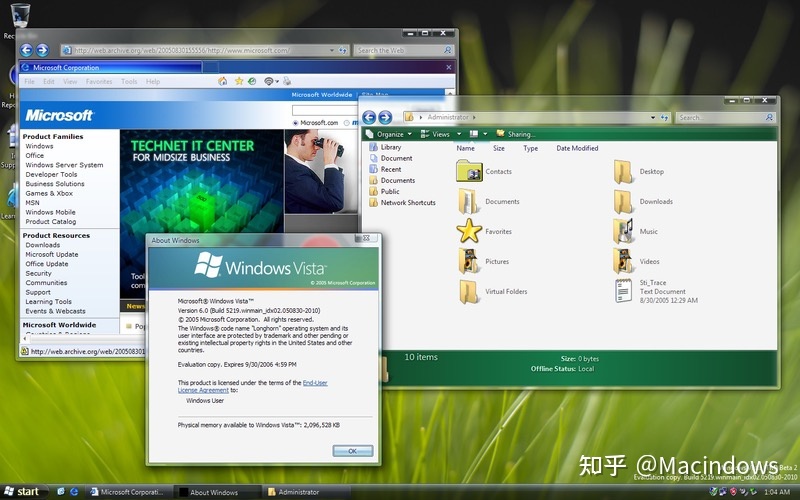 http://web.archive.org/web/20050830155556/http://www.microsoft.com/
Search the Web
Microsoft Corporation
File Edit View Favorites Tools Help
Microsoft Worldwide
Microsoft
Microsoft.com
Product Families
Windows
Office
Windows Server System
Developer Tools
Business Solutions
Games & Xbox
MSN
Windows Mobile
Product Catalog
Product Resources
Downloads
Microsoft Update
Office Update
Security
Communities
Support
Learning Tools
Events & Webcasts
Microsoft Worldwide
TECHNET IT CENTER
FOR MIDSIZE BUSINESS
News
http://web.archive.org/web/200508301
Administrator
Search...
Organize Views Sharing...
Library
Document
Recent
Documents
Public
Network Shortcuts
Name Size Type Date Modified
Contacts Desktop
Documents Downloads
Favorites Music
Pictures Videos
Virtual Folders Sti_Trace
Text Document
8/30/2005 12:29 AM
10 items
Size: 0 bytes
Offline Status: Local
About Windows
Windows Vista™
© 2005 Microsoft Corporation
Microsoft® Windows Vista™
Version 6.0 (Build 5219.winmain_idx02.050830-2010)
© 2005 Microsoft Corporation. All rights reserved.
The Windows® code name "Longhorn" operating system and its
user interface are protected by trademark and other pending or
existing intellectual property rights in the United States and other
countries.
Evaluation copy. Expires 9/30/2006 4:59 PM
This product is licensed under the terms of the End-User
License Agreement to:
Windows User
Physical memory available to Windows Vista™: 2,096,528 KB
OK
知乎 @Macindows
Beta 2
Evaluation copy. Build 5219.winmain_idx02.050830-2010
start
Microsoft Corporati...
About Windows
Administrator
1:04 AM